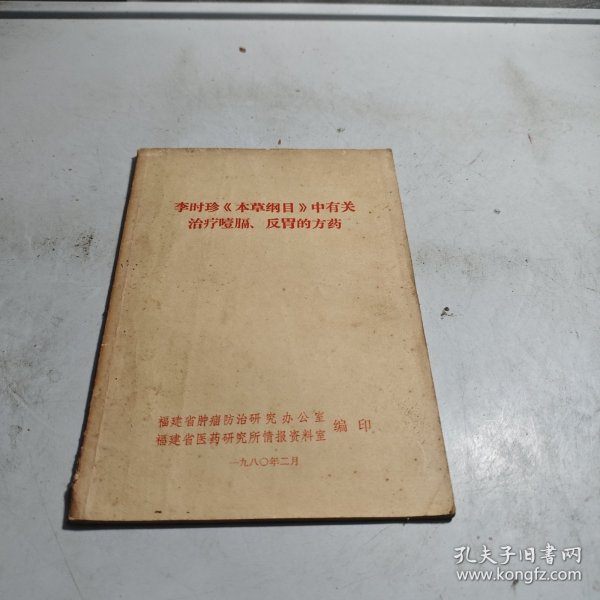 李时珍《本草纲目》中有关
治疗噎膈、反胃的方药
福建省肿瘤防治研究办公室
福建省医药研究所情报资料室
编印
一九八〇年二月
孔夫子旧书网
www.kongfz.com